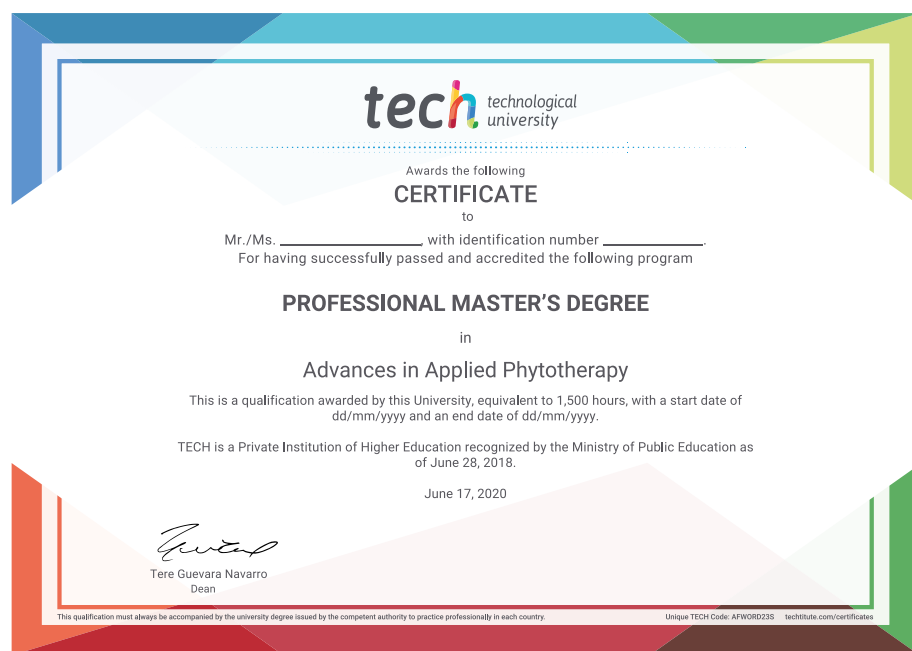 tech technological
university
Awards the following
CERTIFICATE
to
Mr./Ms. ____________________, with identification number ______________.
For having successfully passed and accredited the following program
PROFESSIONAL MASTER'S DEGREE
in
Advances in Applied Phytotherapy
This is a qualification awarded by this University, equivalent to 1,500 hours, with a start date of
dd/mm/yyyy and an end date of dd/mm/yyyy.
TECH is a Private Institution of Higher Education recognized by the Ministry of Public Education as
of June 28, 2018.
June 17, 2020
Tere Guevara Navarro
Dean
This qualification must always be accompanied by the university degree issued by the competent authority to practice professionally in each country.
Unique TECH Code: AFWORD23S techtitute.com/certificates